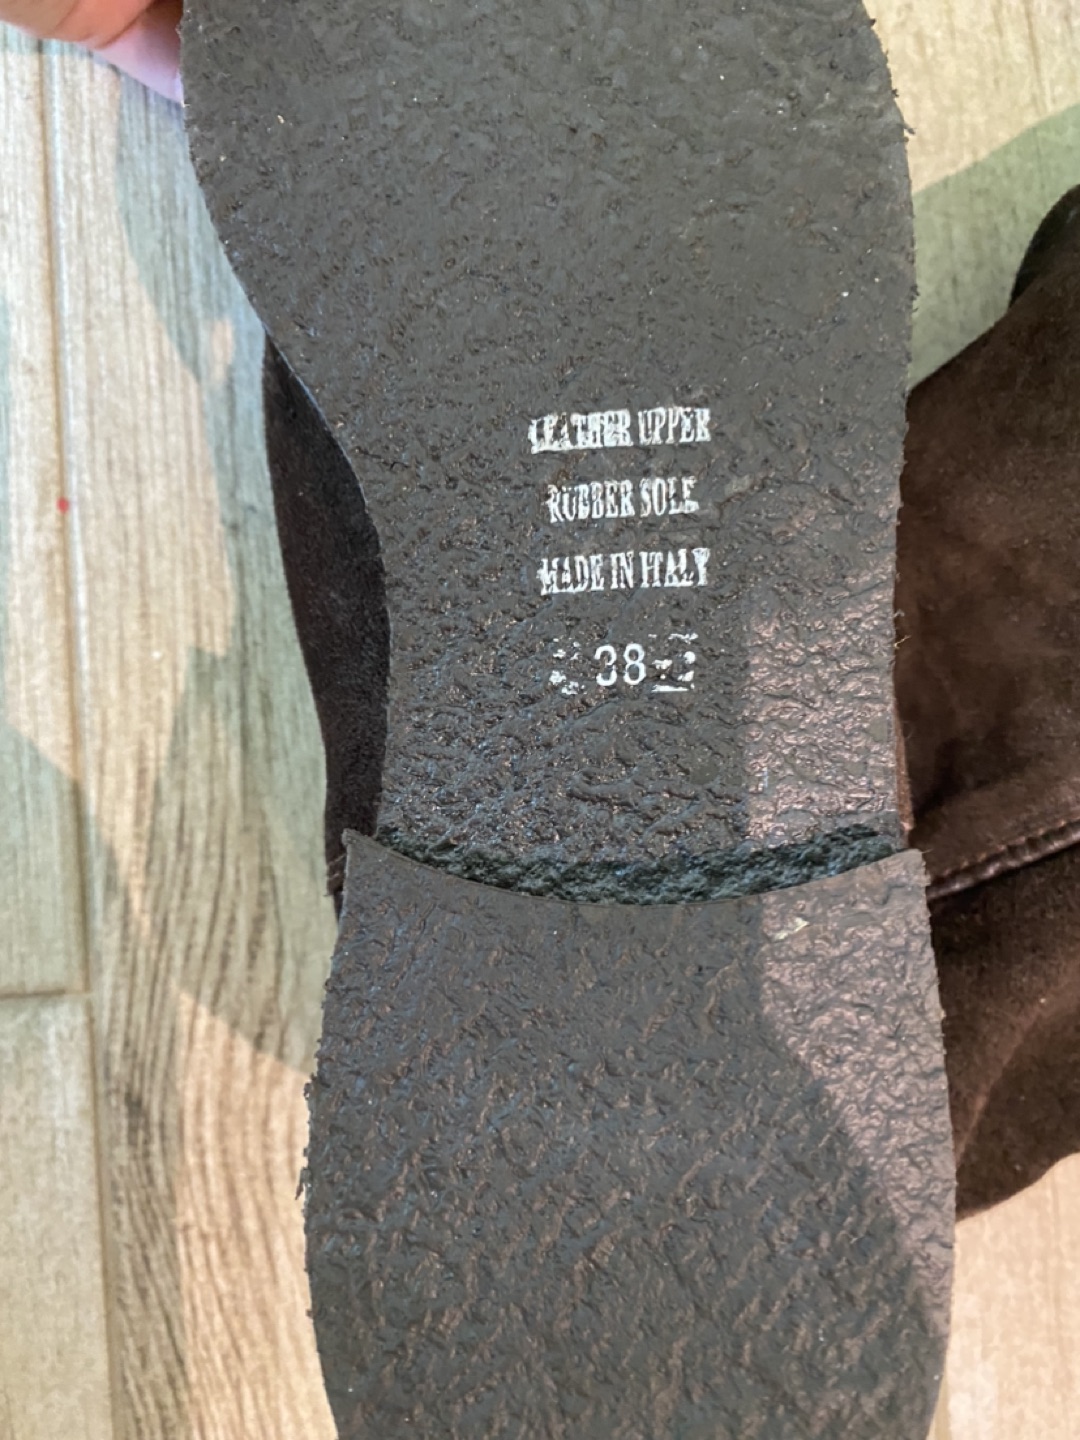 LEATHER UPPER
RUBBER SOLE
MADE IN ITALY
38